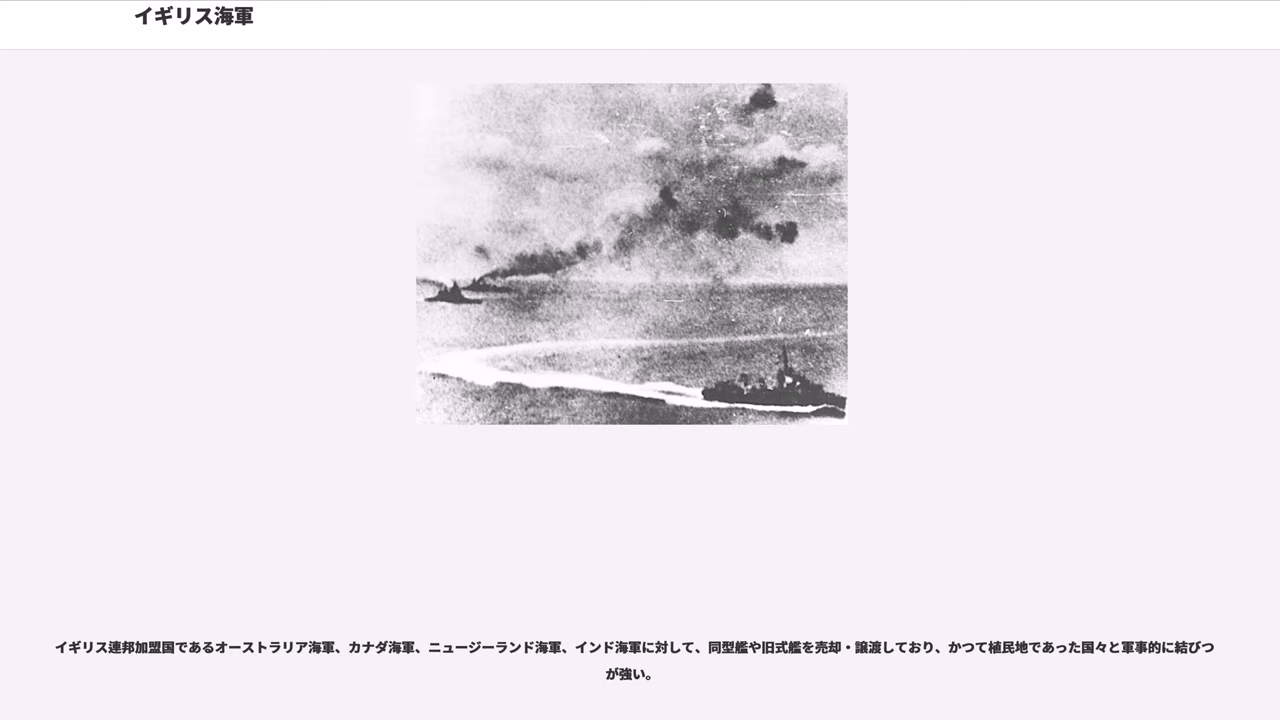 イギリス海軍
イギリス連邦加盟国であるオーストラリア海軍、カナダ海軍、ニュージーランド海軍、インド海軍に対して、同型艦や旧式艦を売却・譲渡しており、かつて植民地であった国々と軍事的に結びつ
が強い。